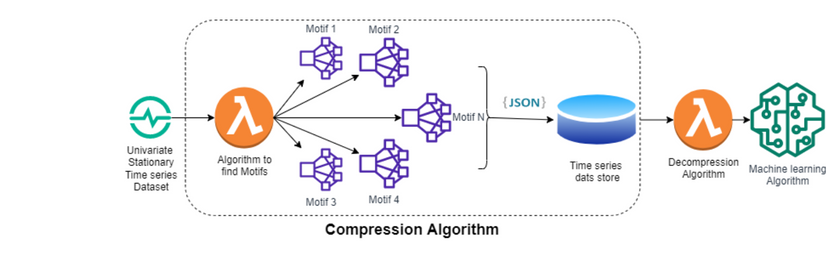 Motif 1
Motif 2
{JSON}
Motif N
Univariate
Stationary
Time series
Dataset
Algorithm to
find Motifs
Motif 3
Motif 4
Time series
dats store
Decompression
Algorithm
Machine learning
Algorithm
Compression Algorithm